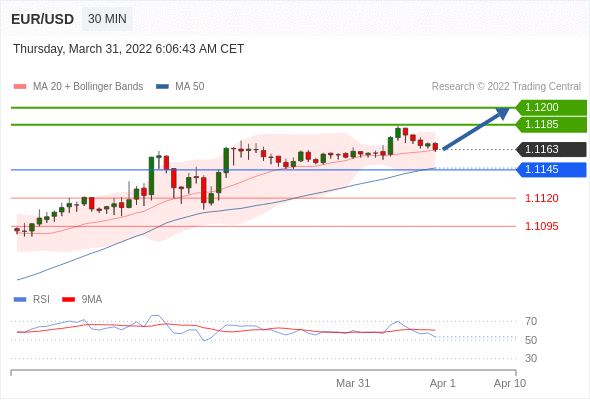 EUR/USD 30 MIN
Thursday, March 31, 2022 6:06:43 AM CET
MA 20 + Bollinger Bands MA 50 Research © 2022 Trading Central
1.1200
1.1185
1.1163
1.1145
1.1120
1.1095
RSI 9MA
70
50
30
Mar 31 Apr 1 Apr 10